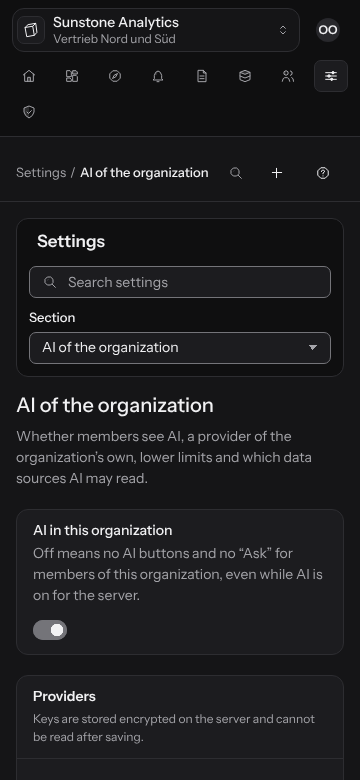 Sunstone Analytics
Vertrieb Nord und Süd
OO
Settings / AI of the organization
Settings
Search settings
Section
AI of the organization
AI of the organization
Whether members see AI, a provider of the
organization's own, lower limits and which data
sources AI may read.
AI in this organization
Off means no AI buttons and no “Ask” for
members of this organization, even while AI is
on for the server.
Providers
Keys are stored encrypted on the server and cannot
be read after saving.